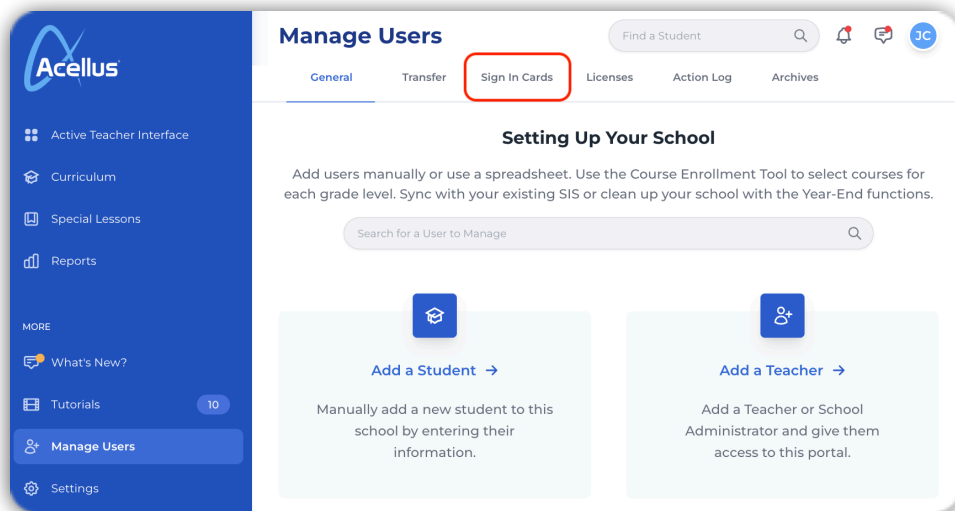 Acellus
Active Teacher Interface
Curriculum
Special Lessons
Reports
MORE
What's New?
Tutorials 10
Manage Users
Settings
Manage Users
Find a Student
JC
General Transfer Sign In Cards Licenses Action Log Archives
Setting Up Your School
Add users manually or use a spreadsheet. Use the Course Enrollment Tool to select courses for
each grade level. Sync with your existing SIS or clean up your school with the Year-End functions.
Search for a User to Manage
Add a Student →
Manually add a new student to this
school by entering their
information.
Add a Teacher →
Add a Teacher or School
Administrator and give them
access to this portal.